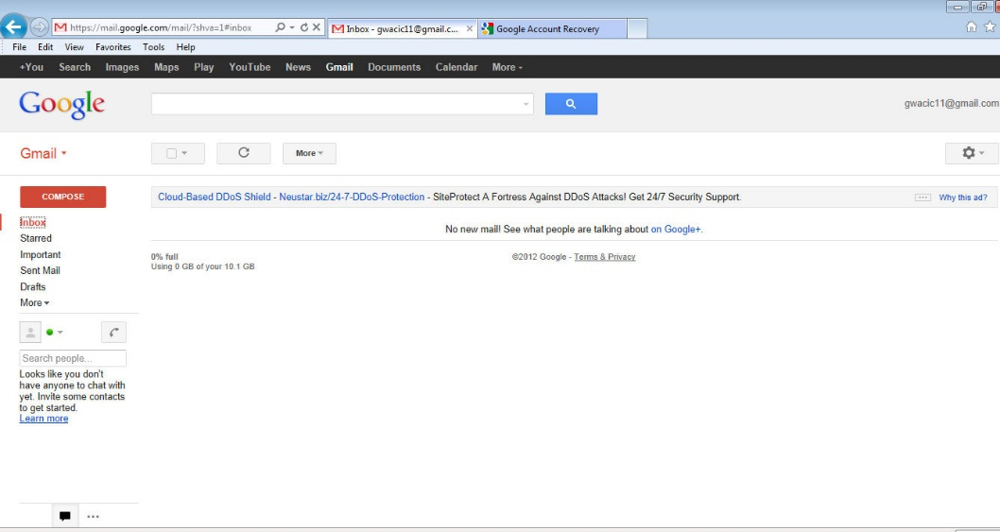 https://mail.google.com/mail/?shva=1#inbox
Inbox - gwacic11@gmail.c...
Google Account Recovery
File Edit View Favorites Tools Help
+You Search Images Maps Play YouTube News Gmail Documents Calendar More
Google
gwacic11@gmail.com
Gmail
More
COMPOSE
Cloud-Based DDoS Shield - Neustar.biz/24-7-DDoS-Protection - SiteProtect A Fortress Against DDoS Attacks! Get 24/7 Security Support.
Why this ad?
Inbox
No new mail! See what people are talking about on Google+.
Starred
Important
0% full
©2012 Google - Terms & Privacy
Using 0 GB of your 10.1 GB
Sent Mail
Drafts
More
Search people...
Looks like you don't
have anyone to chat with
yet. Invite some contacts
to get started.
Learn more